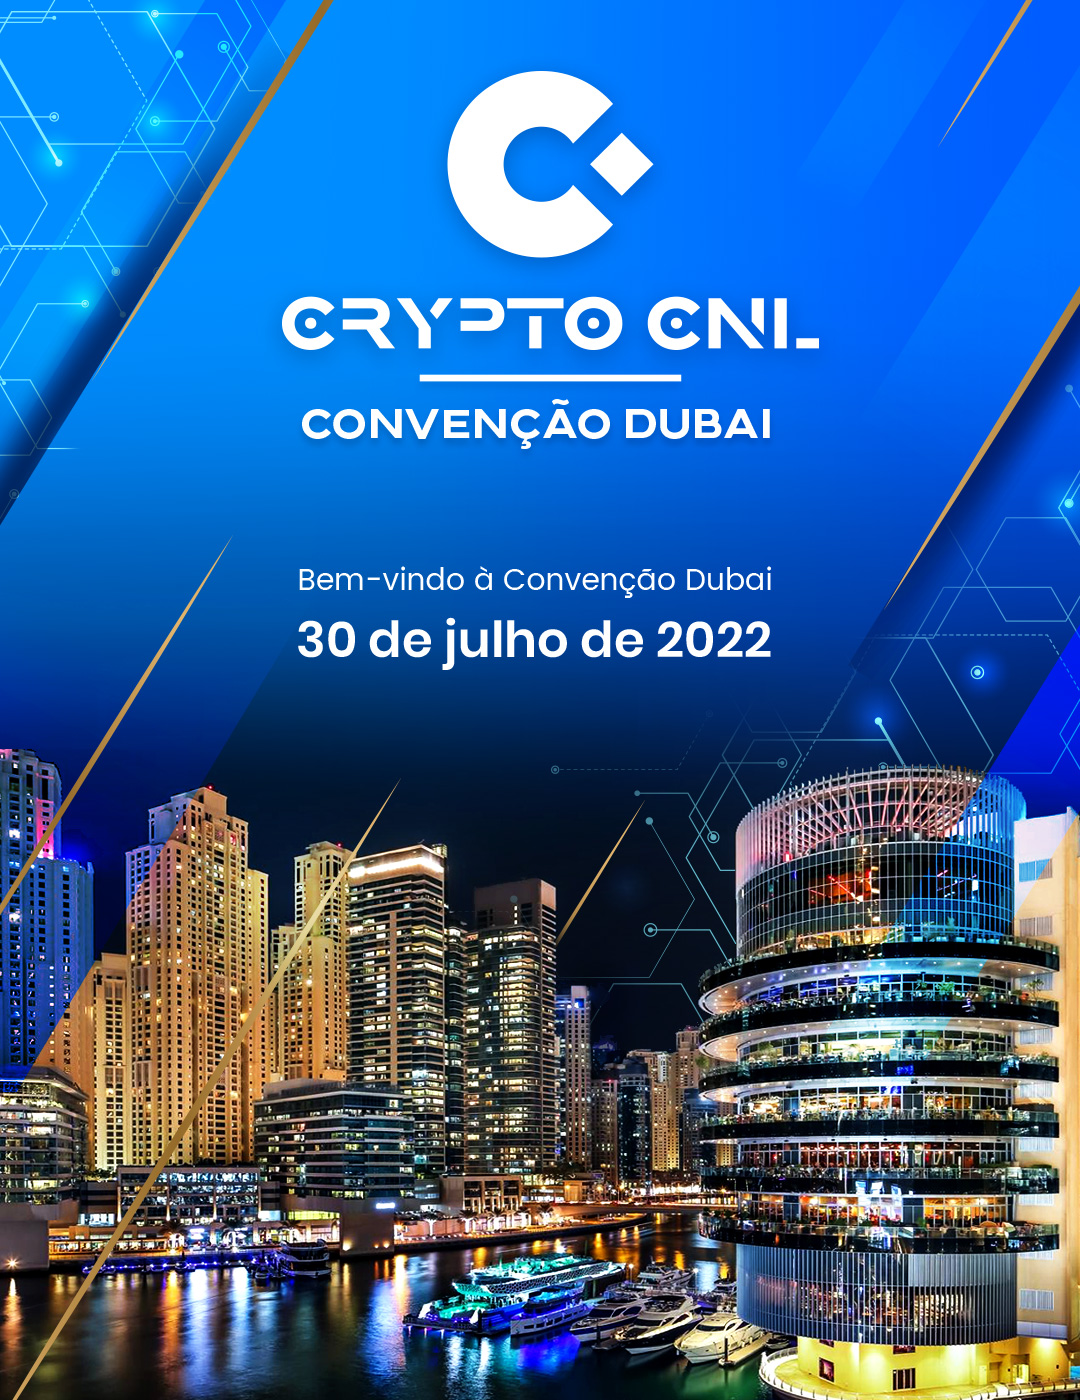 CRYPTO CNL
CONVENÇÃO DUBAI
Bem-vindo à Convenção Dubai
30 de julho de 2022